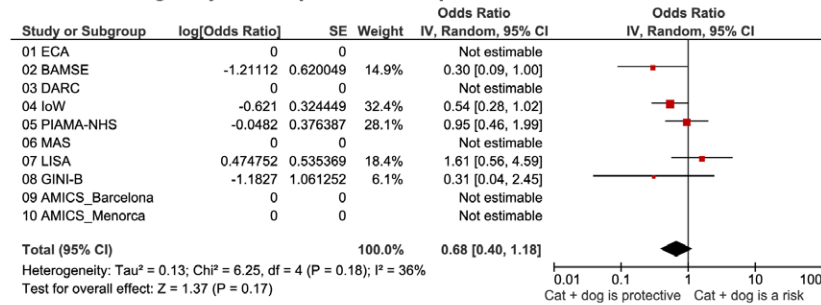 Odds Ratio Odds Ratio
Study or Subgroup log[Odds Ratio] SE Weight IV, Random, 95% CI IV, Random, 95% CI
01 ECA 0 0 Not estimable
02 BAMSE -1.21112 0.620049 14.9% 0.30 [0.09, 1.00]
03 DARC 0 0 Not estimable
04 IoW -0.621 0.324449 32.4% 0.54 [0.28, 1.02]
05 PIAMA-NHS -0.0482 0.376387 28.1% 0.95 [0.46, 1.99]
06 MAS 0 0 Not estimable
07 LISA 0.474752 0.535369 18.4% 1.61 [0.56, 4.59]
08 GINI-B -1.1827 1.061252 6.1% 0.31 [0.04, 2.45]
09 AMICS_Barcelona 0 0 Not estimable
10 AMICS_Menorca 0 0 Not estimable
Total (95% CI) 100.0% 0.68 [0.40, 1.18]
Heterogeneity: Tau² = 0.13; Chi² = 6.25, df = 4 (P = 0.18); I² = 36%
Test for overall effect: Z = 1.37 (P = 0.17)
0.01 0.1 1 10 100
Cat + dog is protective Cat + dog is a risk